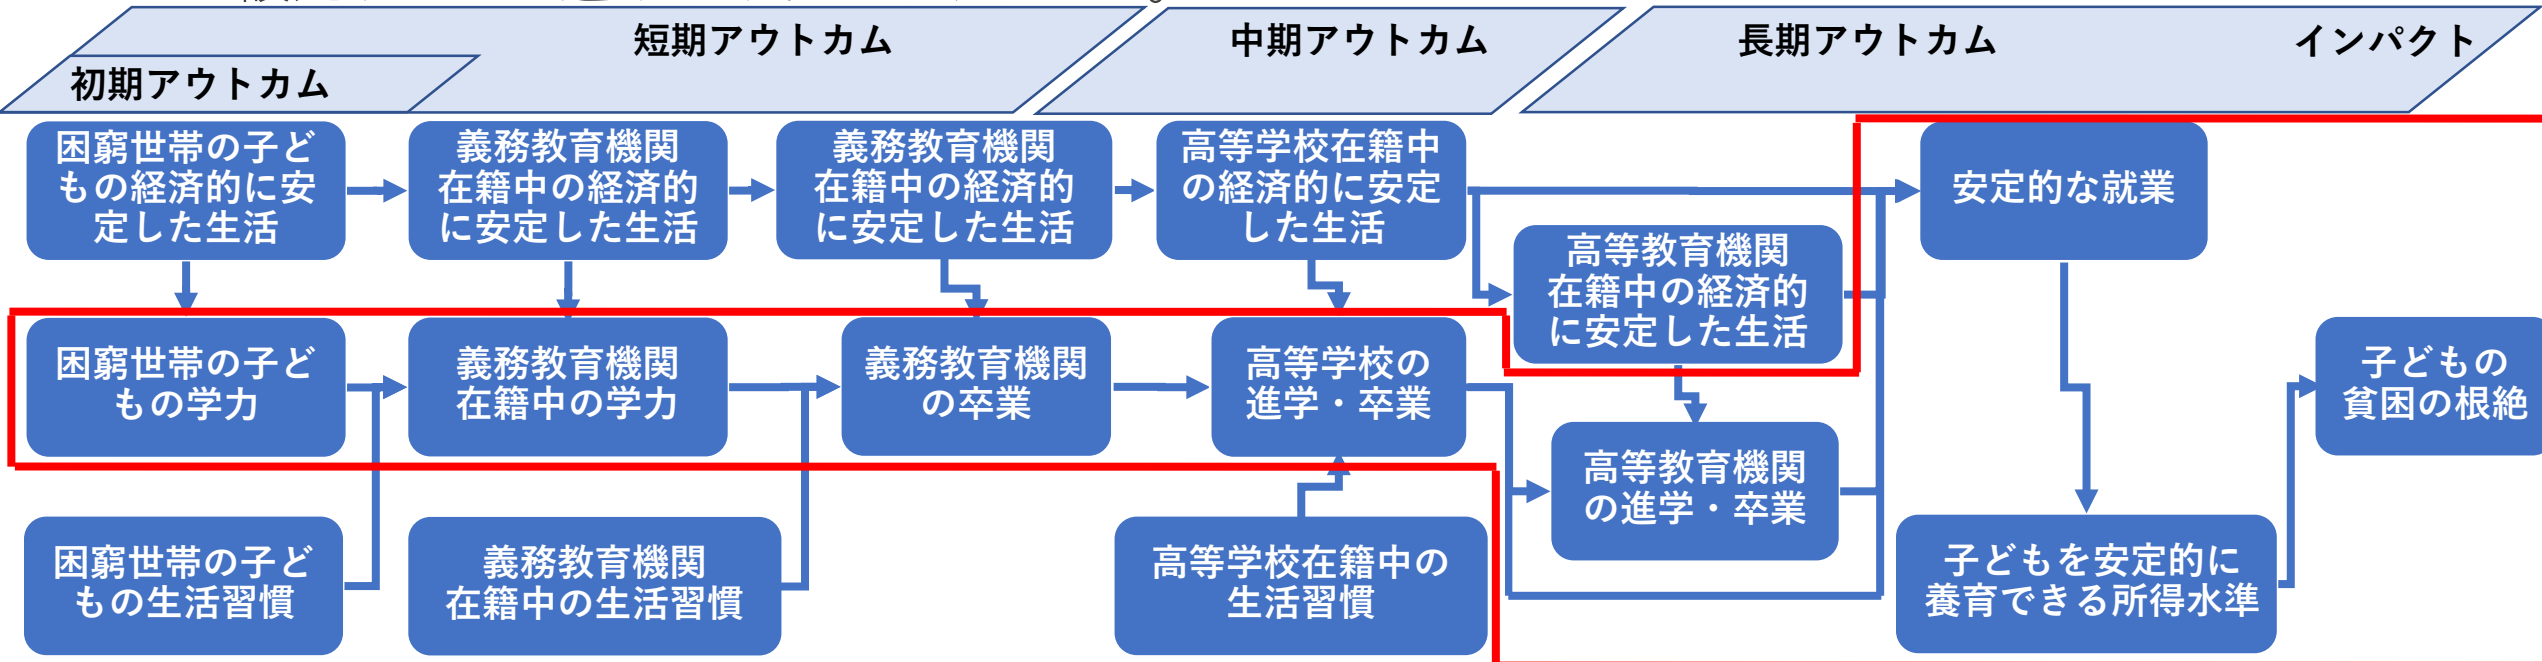 短期アウトカム
中期アウトカム
長期アウトカム
インパクト
初期アウトカム
困窮世帯の子ど
もの経済的に安
定した生活
義務教育機関
在籍中の経済的
に安定した生活
義務教育機関
在籍中の経済的
に安定した生活
高等学校在籍中
の経済的に安定
した生活
高等教育機関
在籍中の経済的
に安定した生活
安定的な就業
困窮世帯の子ど
もの学力
義務教育機関
在籍中の学力
義務教育機関
の卒業
高等学校の
進学・卒業
高等教育機関
の進学・卒業
子どもの
貧困の根絶
困窮世帯の子ど
もの生活習慣
義務教育機関
在籍中の生活習慣
高等学校在籍中の
生活習慣
子どもを安定的に
養育できる所得水準